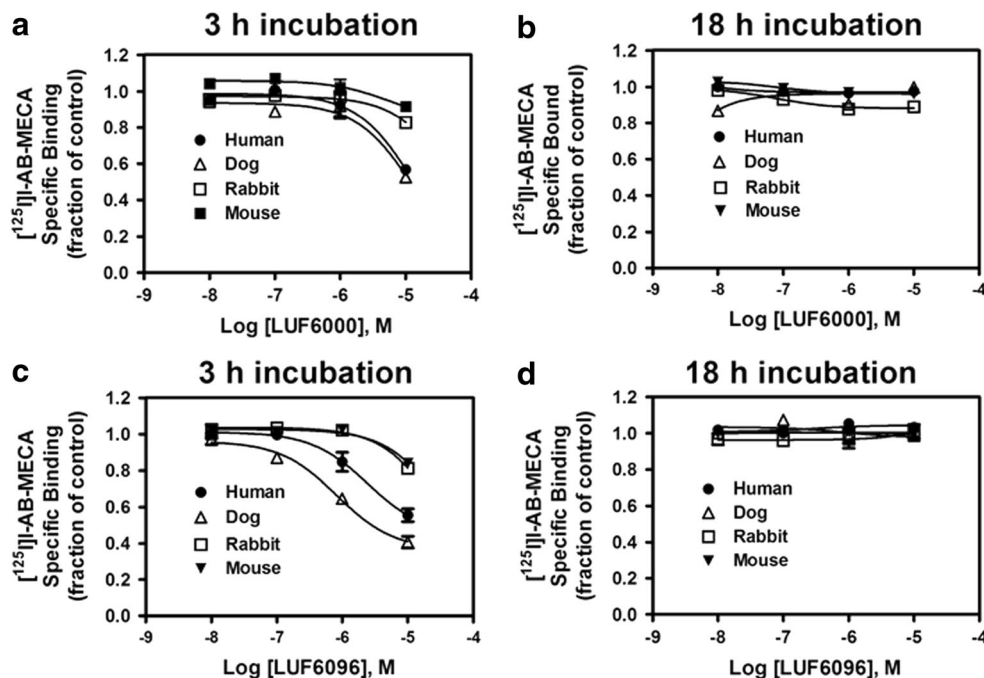 a
3 h incubation
[125I]I-AB-MECA
Specific Binding
(fraction of control)
1.2
1.0
0.8
0.6
0.4
0.2
0.0
Human
Dog
Rabbit
Mouse
-9
-8
-7
-6
-5
-4
Log [LUF6000], M
b
18 h incubation
[125I]I-AB-MECA
Specific Bound
(fraction of control)
1.2
1.0
0.8
0.6
0.4
0.2
0.0
Human
Dog
Rabbit
Mouse
-9
-8
-7
-6
-5
-4
Log [LUF6000], M
c
3 h incubation
[125I]I-AB-MECA
Specific Binding
(fraction of control)
1.2
1.0
0.8
0.6
0.4
0.2
0.0
Human
Dog
Rabbit
Mouse
-9
-8
-7
-6
-5
-4
Log [LUF6096], M
d
18 h incubation
[125I]I-AB-MECA
Specific Binding
(fraction of control)
1.2
1.0
0.8
0.6
0.4
0.2
0.0
Human
Dog
Rabbit
Mouse
-9
-8
-7
-6
-5
-4
Log [LUF6096], M